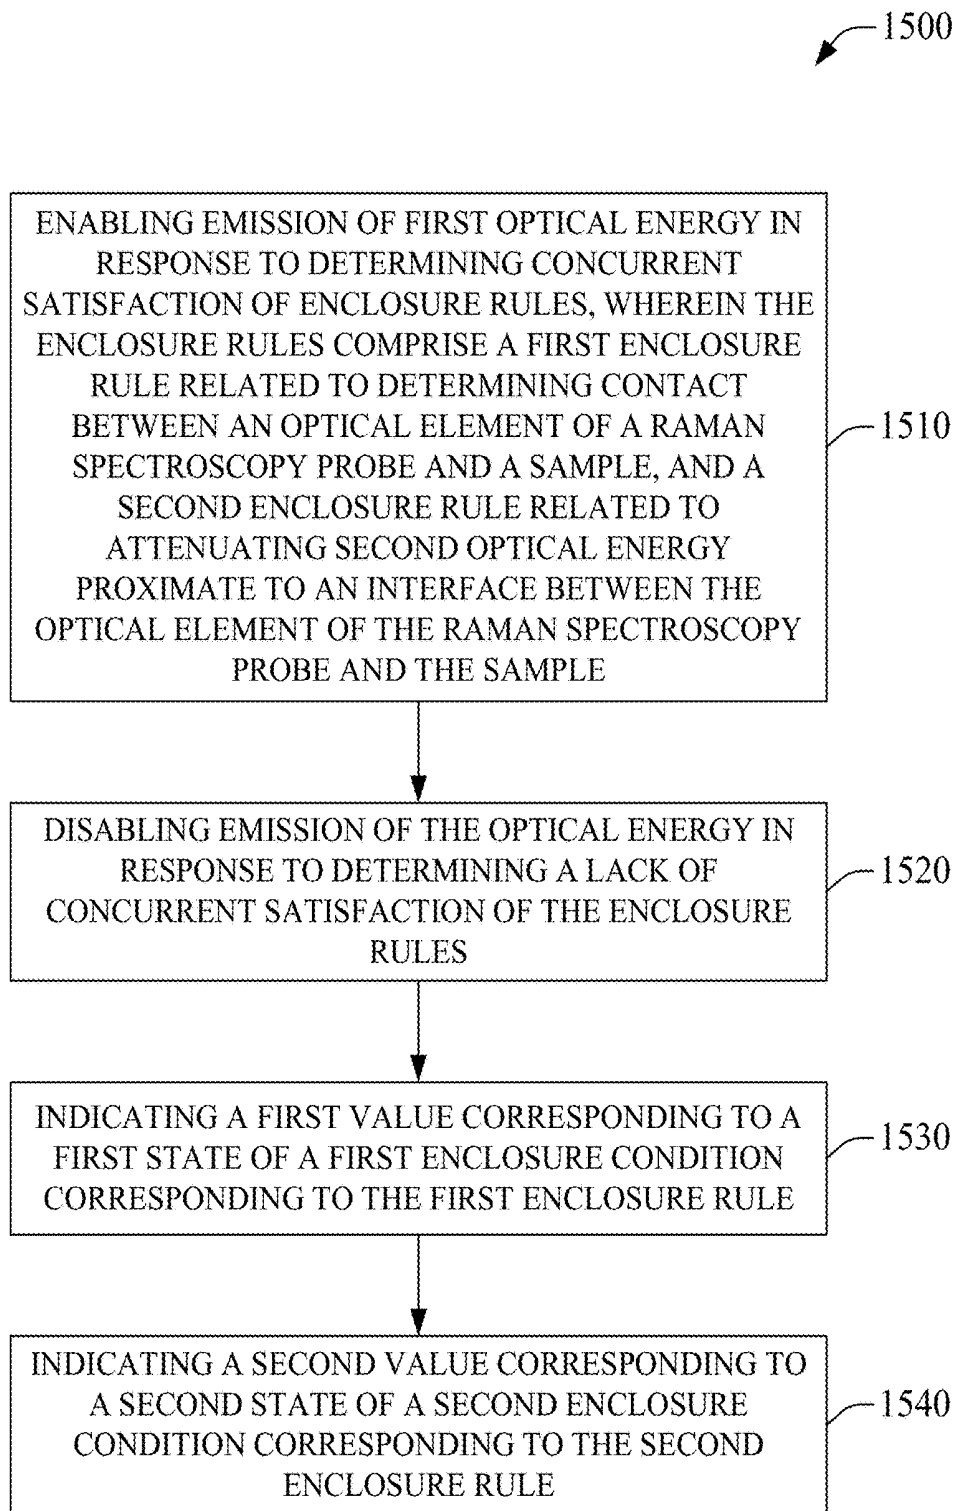 1500
ENABLING EMISSION OF FIRST OPTICAL ENERGY IN
RESPONSE TO DETERMINING CONCURRENT
SATISFACTION OF ENCLOSURE RULES, WHEREIN THE
ENCLOSURE RULES COMPRISE A FIRST ENCLOSURE
RULE RELATED TO DETERMINING CONTACT
BETWEEN AN OPTICAL ELEMENT OF A RAMAN
SPECTROSCOPY PROBE AND A SAMPLE, AND A
SECOND ENCLOSURE RULE RELATED TO
ATTENUATING SECOND OPTICAL ENERGY
PROXIMATE TO AN INTERFACE BETWEEN THE
OPTICAL ELEMENT OF THE RAMAN SPECTROSCOPY
PROBE AND THE SAMPLE
1510
DISABLING EMISSION OF THE OPTICAL ENERGY IN
RESPONSE TO DETERMINING A LACK OF
CONCURRENT SATISFACTION OF THE ENCLOSURE
RULES
1520
INDICATING A FIRST VALUE CORRESPONDING TO A
FIRST STATE OF A FIRST ENCLOSURE CONDITION
CORRESPONDING TO THE FIRST ENCLOSURE RULE
1530
INDICATING A SECOND VALUE CORRESPONDING TO
A SECOND STATE OF A SECOND ENCLOSURE
CONDITION CORRESPONDING TO THE SECOND
ENCLOSURE RULE
1540